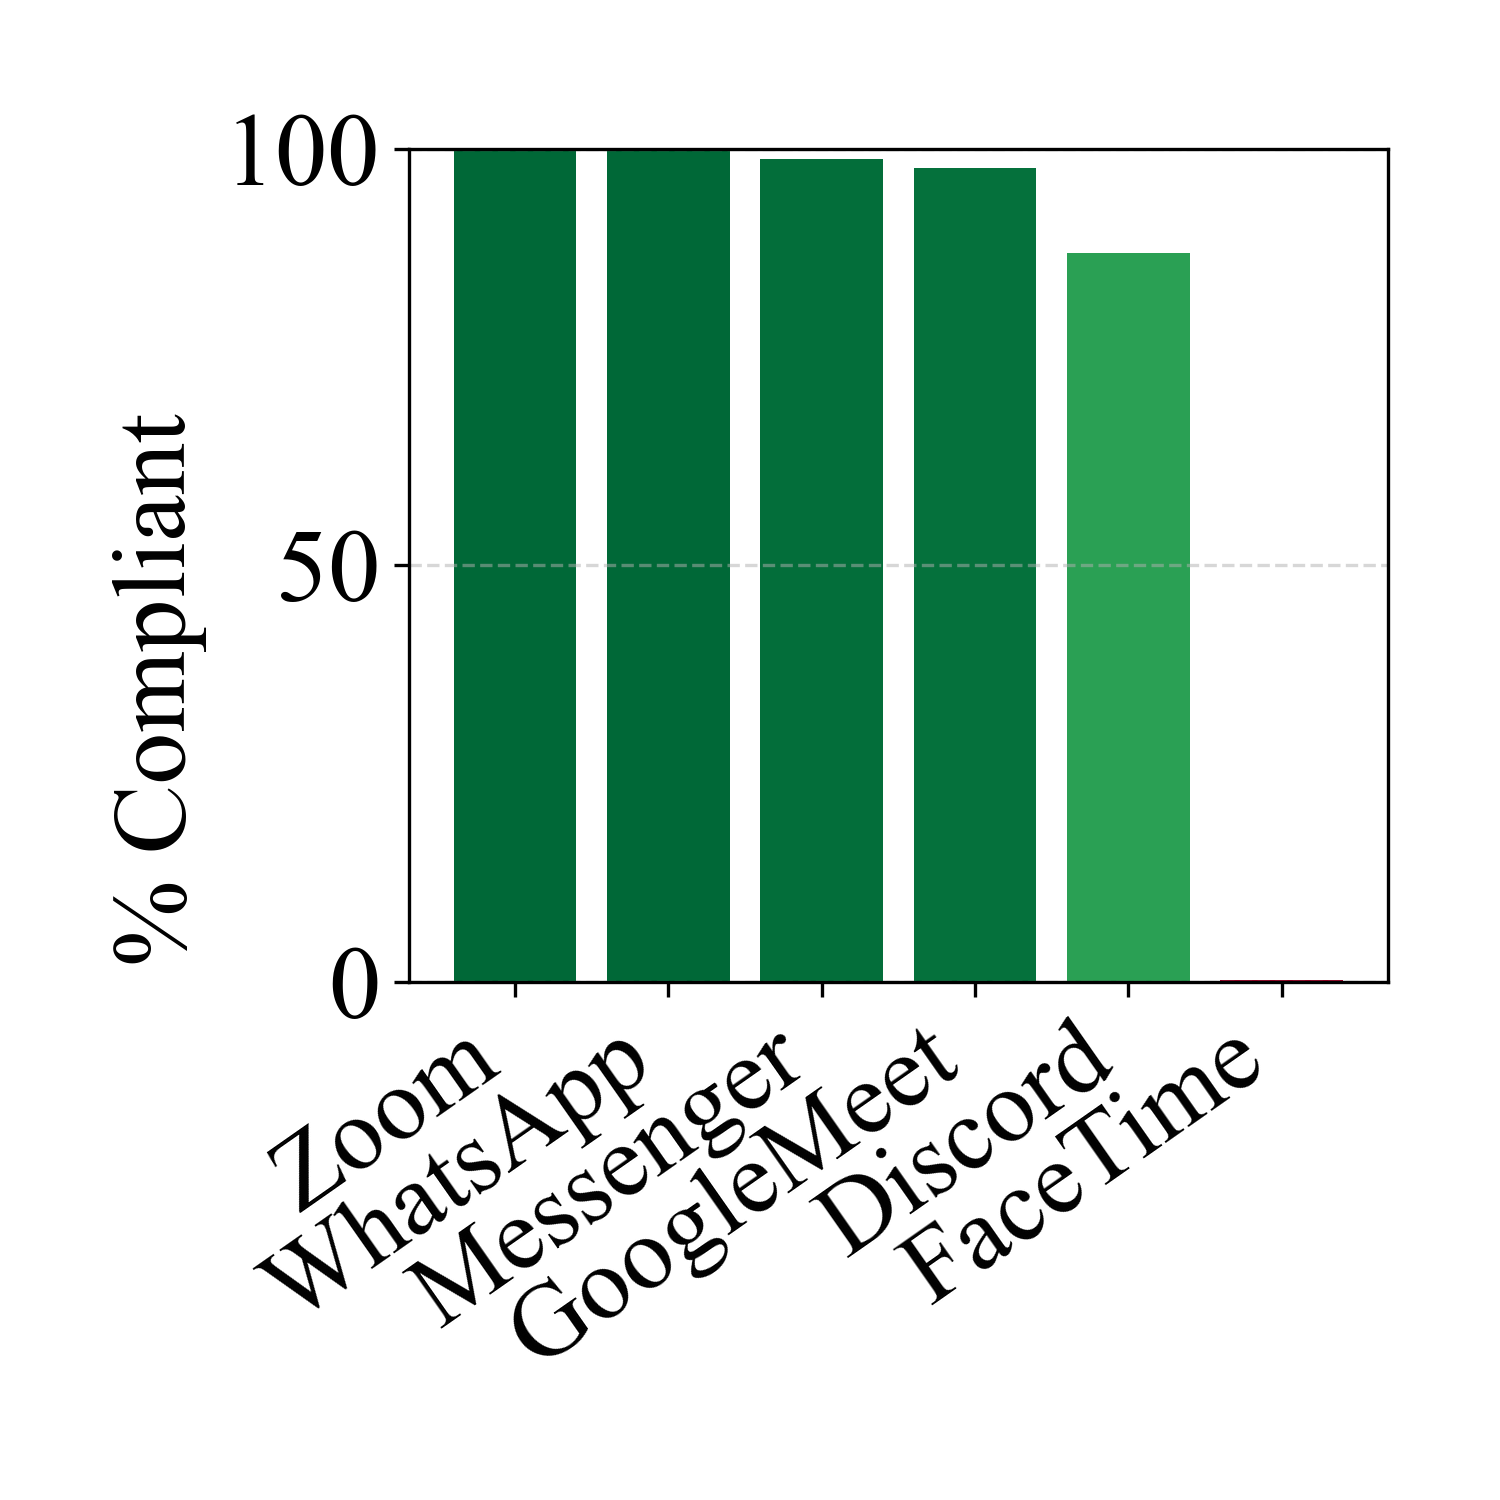 % Compliant
100
50
0
Zoom
WhatsApp
Messenger
GoogleMeet
Discord
FaceTime